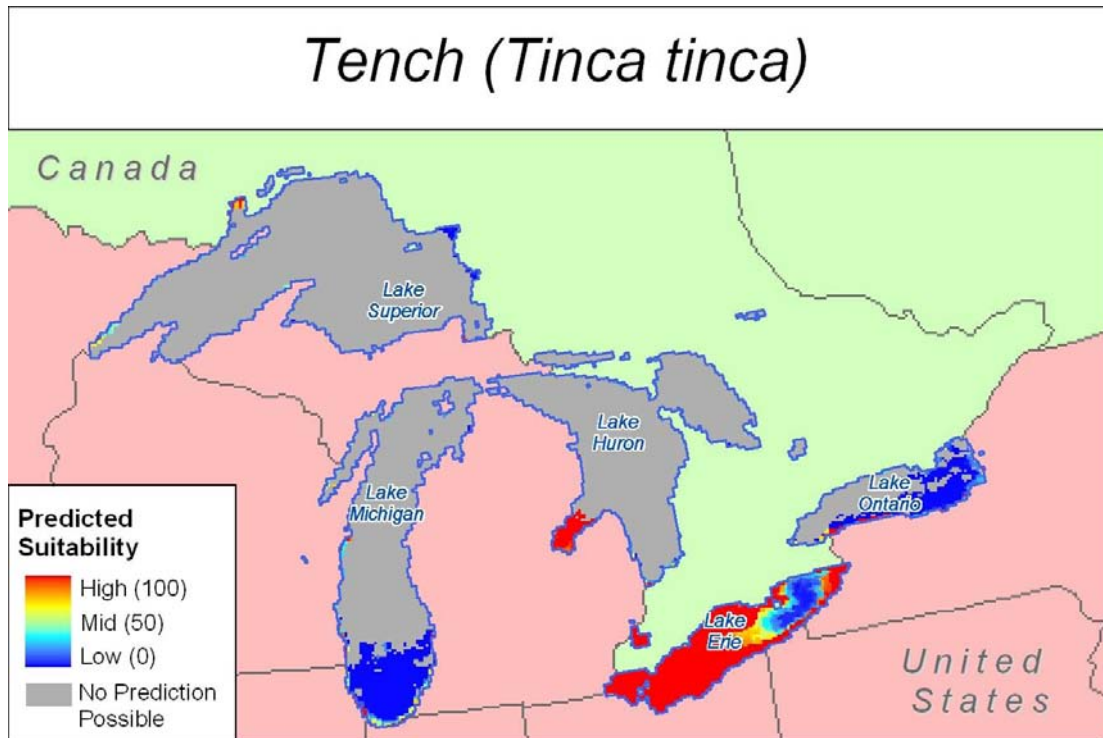 Tench (Tinca tinca)
Canada
Lake
Superior
Lake
Huron
Lake
Michigan
Lake
Ontario
Lake
Erie
United
States
Predicted
Suitability
High (100)
Mid (50)
Low (0)
No Prediction
Possible